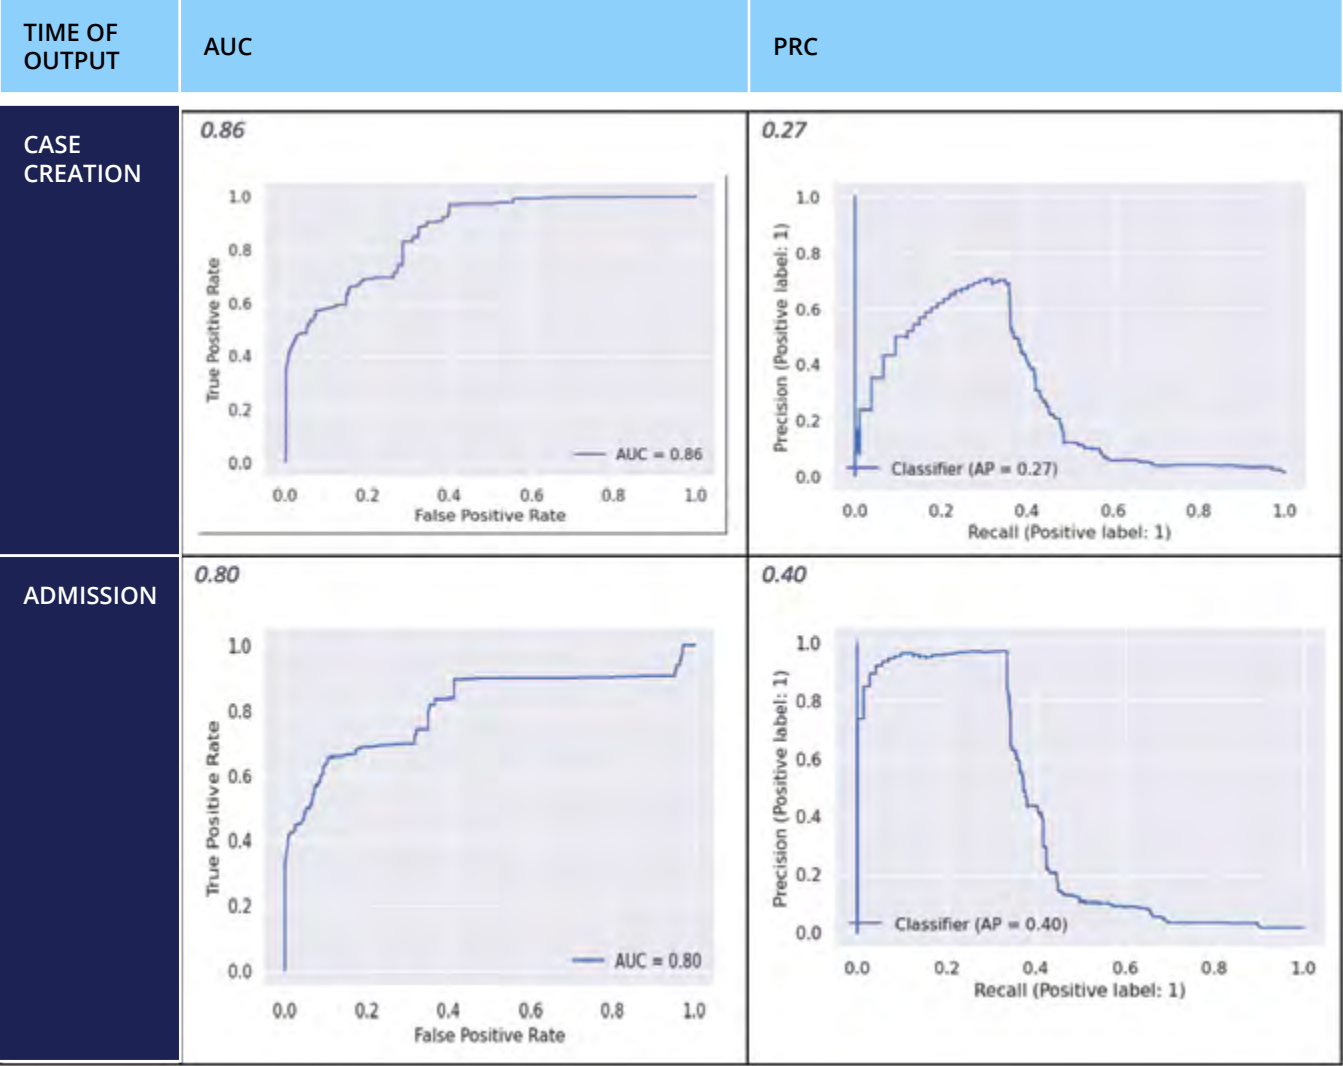 TIME OF
OUTPUT
AUC
PRC
CASE
CREATION
0.86
1.0
0.8
0.6
0.4
0.2
0.0
True Positive Rate
AUC = 0.86
0.0 0.2 0.4 0.6 0.8 1.0
False Positive Rate
0.27
1.0
0.8
0.6
0.4
0.2
0.0
Precision (Positive label: 1)
Classifier (AP = 0.27)
0.0 0.2 0.4 0.6 0.8 1.0
Recall (Positive label: 1)
ADMISSION
0.80
1.0
0.8
0.6
0.4
0.2
0.0
True Positive Rate
AUC = 0.80
0.0 0.2 0.4 0.6 0.8 1.0
False Positive Rate
0.40
1.0
0.8
0.6
0.4
0.2
0.0
Precision (Positive label: 1)
Classifier (AP = 0.40)
0.0 0.2 0.4 0.6 0.8 1.0
Recall (Positive label: 1)